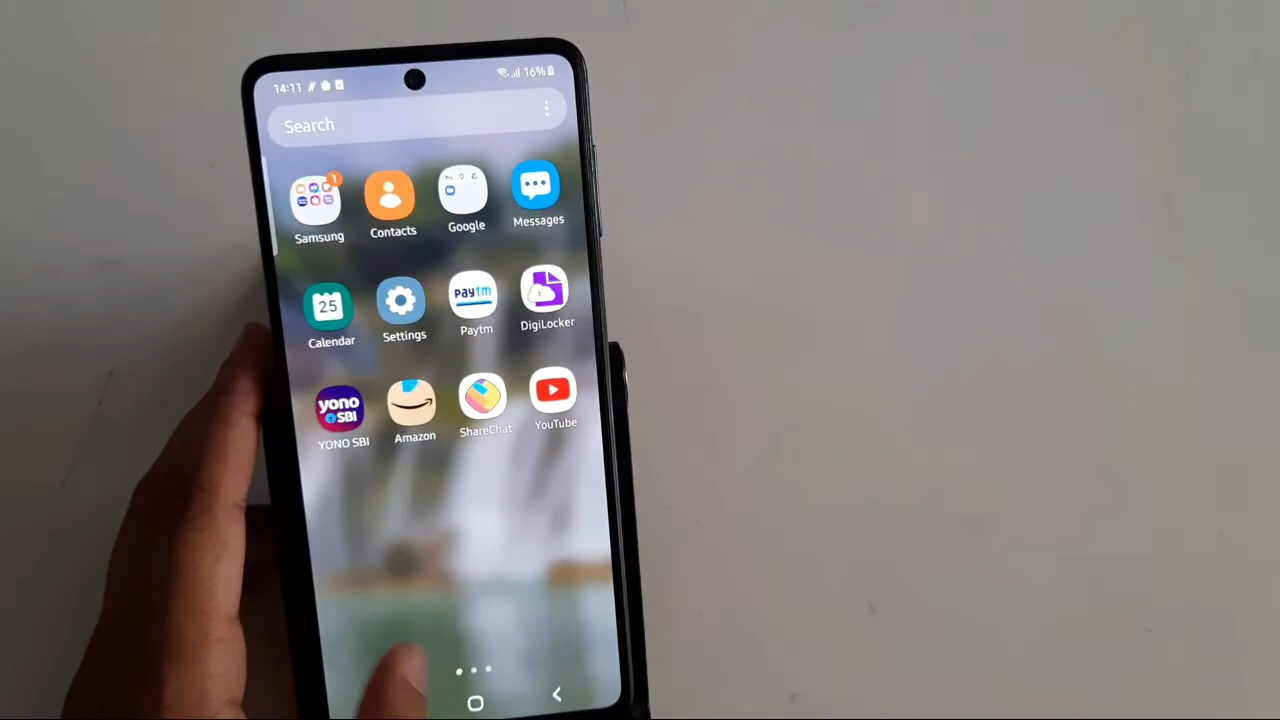 14:11 16%
Search
1
Samsung Contacts Google Messages
25 paytm
Calendar Settings Paytm DigiLocker
yono
SBI
YONO SBI Amazon ShareChat YouTube